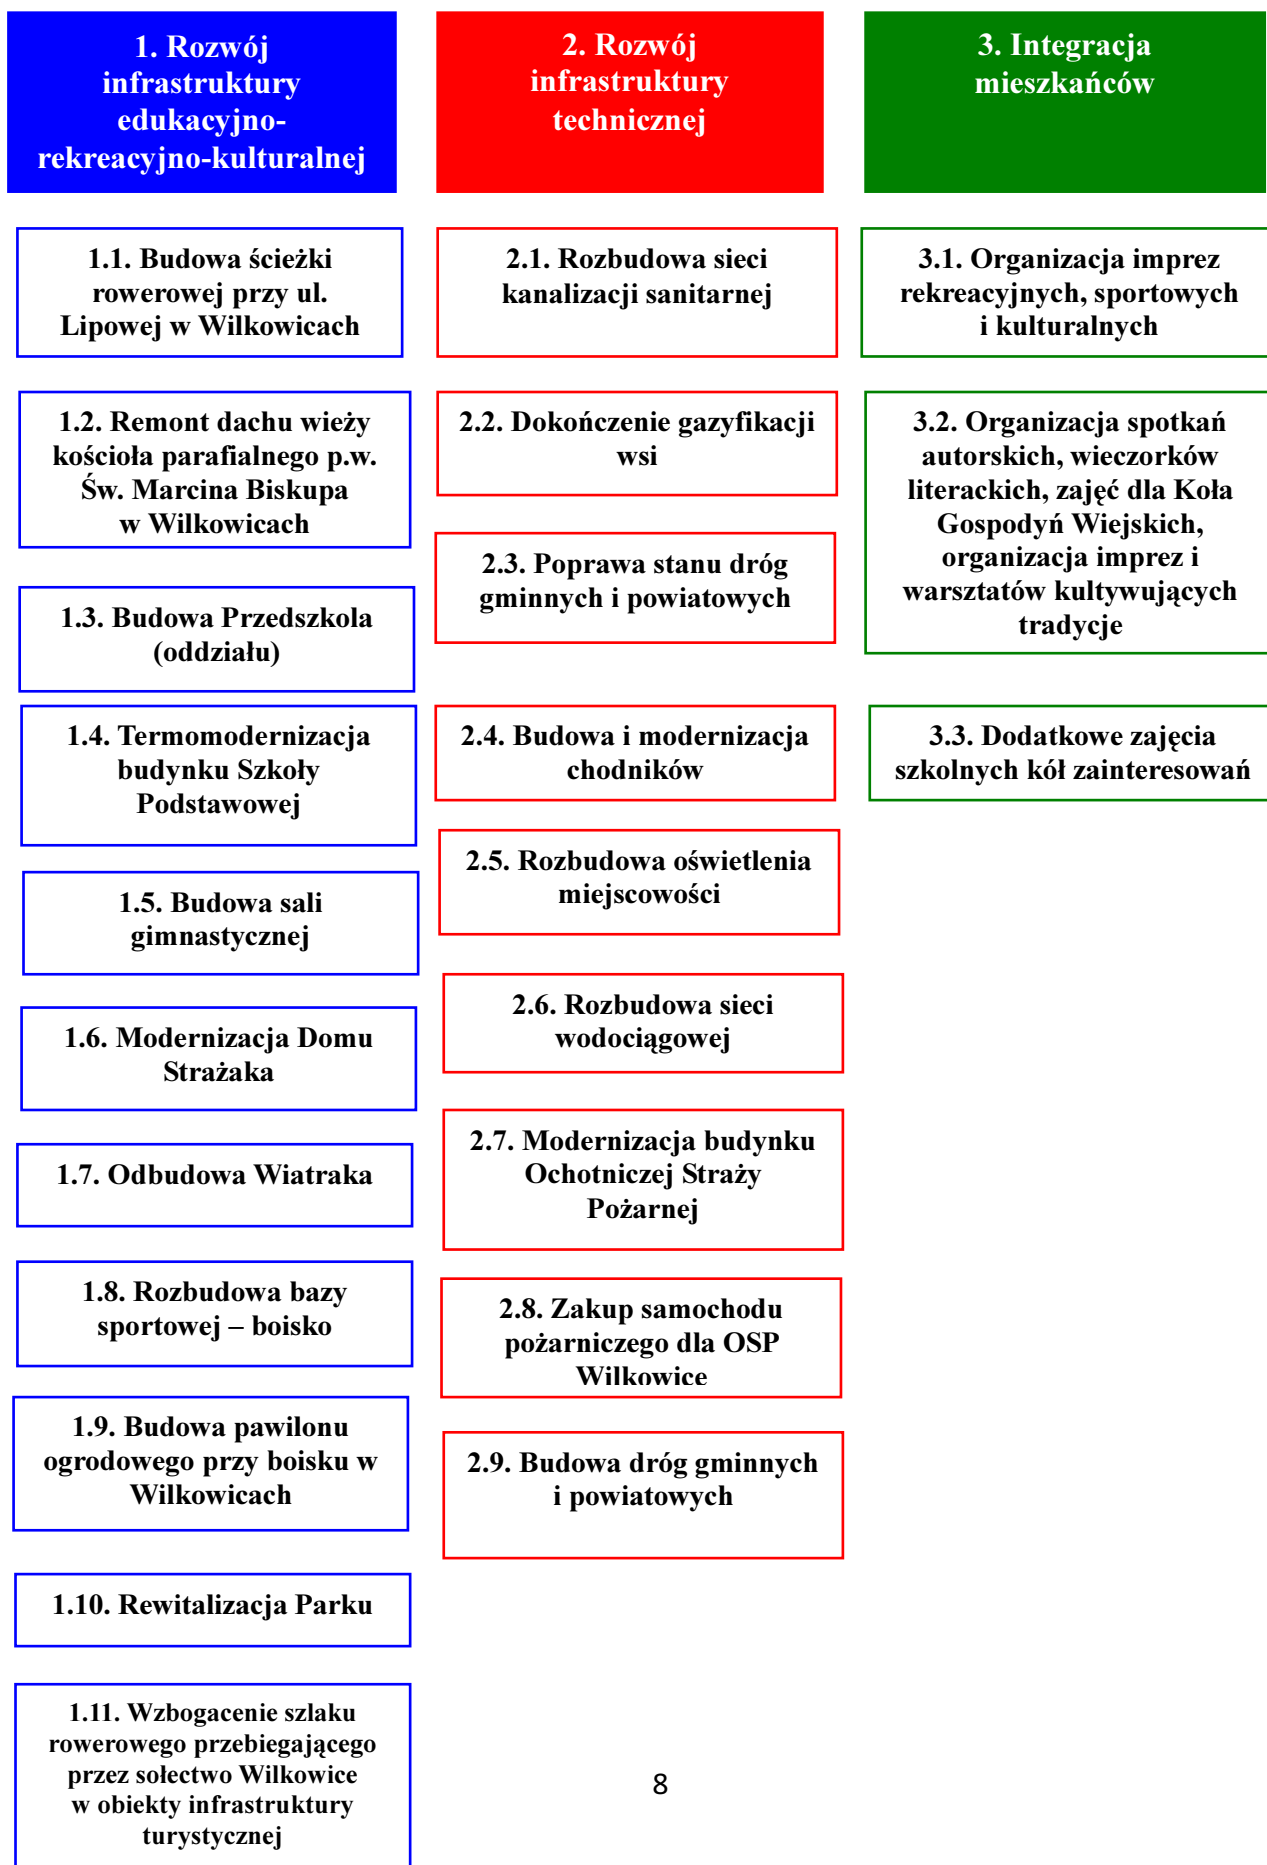 1. Rozwój
infrastruktury
edukacyjno-
rekreacyjno-kulturalnej
2. Rozwój
infrastruktury
technicznej
3. Integracja
mieszkańców
1.1. Budowa ścieżki
rowerowej przy ul.
Lipowej w Wilkowicach
1.2. Remont dachu wieży
kościoła parafialnego p.w.
Św. Marcina Biskupa
w Wilkowicach
1.3. Budowa Przedszkola
(oddziału)
1.4. Termomodernizacja
budynku Szkoły
Podstawowej
1.5. Budowa sali
gimnastycznej
1.6. Modernizacja Domu
Strażaka
1.7. Odbudowa Wiatraka
1.8. Rozbudowa bazy
sportowej – boisko
1.9. Budowa pawilonu
ogrodowego przy boisku w
Wilkowicach
1.10. Rewitalizacja Parku
1.11. Wzbogacenie szlaku
rowerowego przebiegającego
przez sołectwo Wilkowice
w obiekty infrastruktury
turystycznej
2.1. Rozbudowa sieci
kanalizacji sanitarnej
2.2. Dokończenie gazyfikacji
wsi
2.3. Poprawa stanu dróg
gminnych i powiatowych
2.4. Budowa i modernizacja
chodników
2.5. Rozbudowa oświetlenia
miejscowości
2.6. Rozbudowa sieci
wodociągowej
2.7. Modernizacja budynku
Ochotniczej Straży
Pożarnej
2.8. Zakup samochodu
pożarniczego dla OSP
Wilkowice
2.9. Budowa dróg gminnych
i powiatowych
3.1. Organizacja imprez
rekreacyjnych, sportowych
i kulturalnych
3.2. Organizacja spotkań
autorskich, wieczorków
literackich, zajęć dla Koła
Gospodyń Wiejskich,
organizacja imprez i
warsztatów kultywujących
tradycje
3.3. Dodatkowe zajęcia
szkolnych kół zainteresowań
8